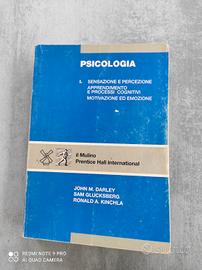 PSICOLOGIA
I. SENSAZIONE E PERCEZIONE
APPRENDIMENTO
E PROCESSI COGNITIVI
MOTIVAZIONE ED EMOZIONE
il Mulino
Prentice Hall International
JOHN M. DARLEY
SAM GLUCKSBERG
RONALD A. KINCHLA
REDMI NOTE 9 PRO
AI QUAD CAMERA
subito